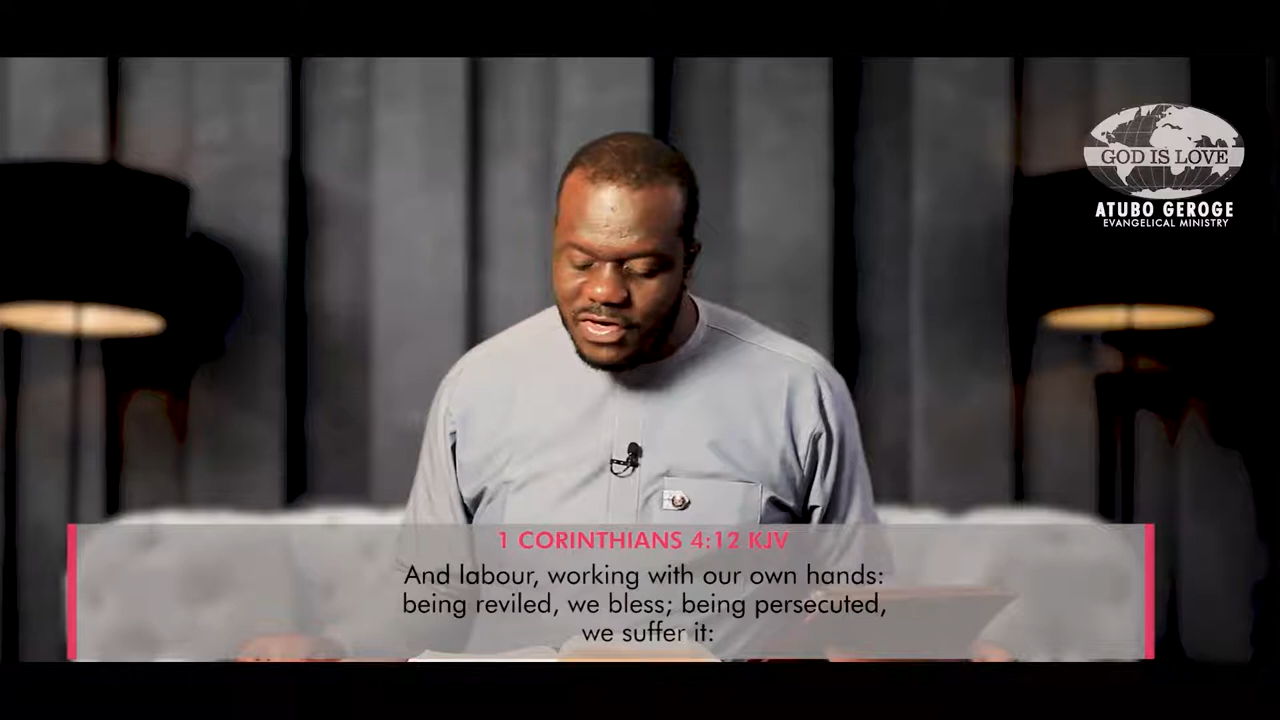 GOD IS LOVE
ATUBO GEROGE
EVANGELICAL MINISTRY
1 CORINTHIANS 4:12 KJV
And labour, working with our own hands:
being reviled, we bless; being persecuted,
we suffer it: